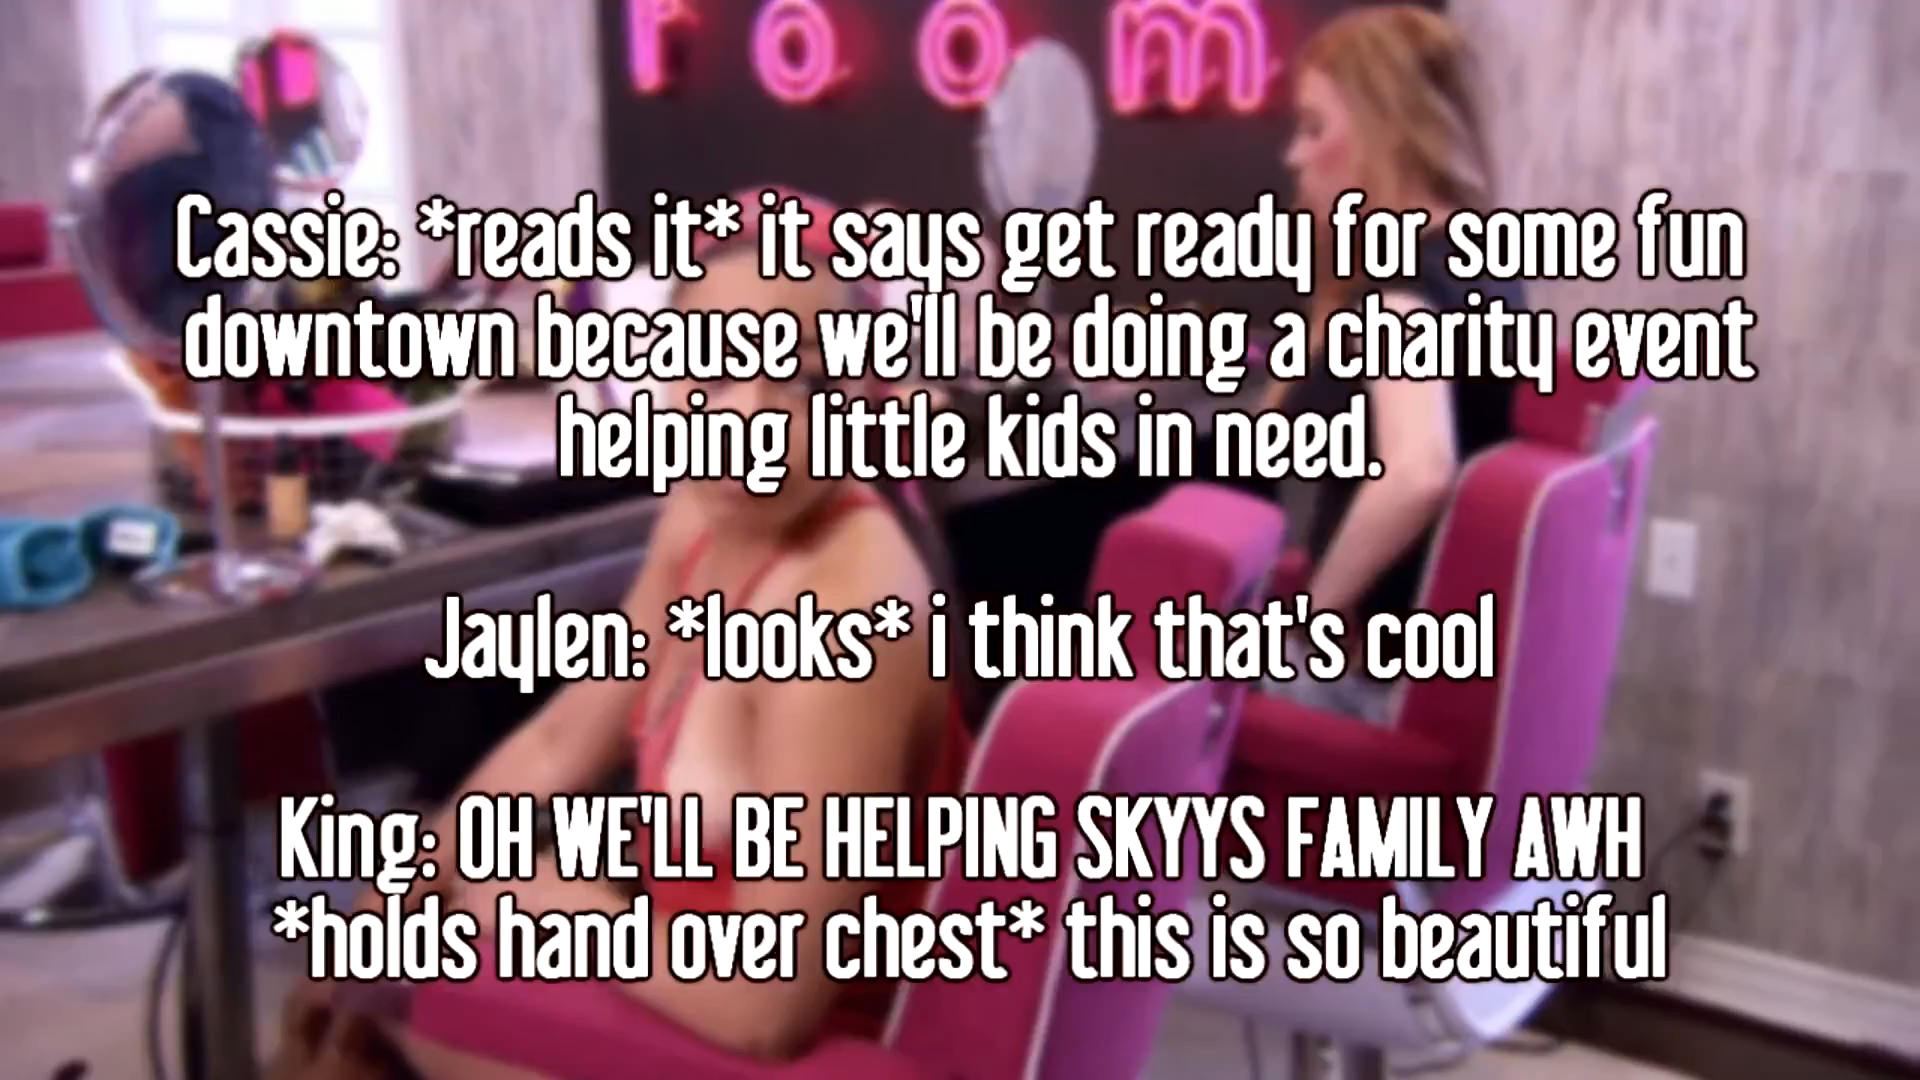 room
Cassie: *reads it* it says get ready for some fun
downtown because we'll be doing a charity event
helping little kids in need.
Jaylen: *looks* i think that's cool
King: OH WE'LL BE HELPING SKYYS FAMILY AWH
*holds hand over chest* this is so beautiful